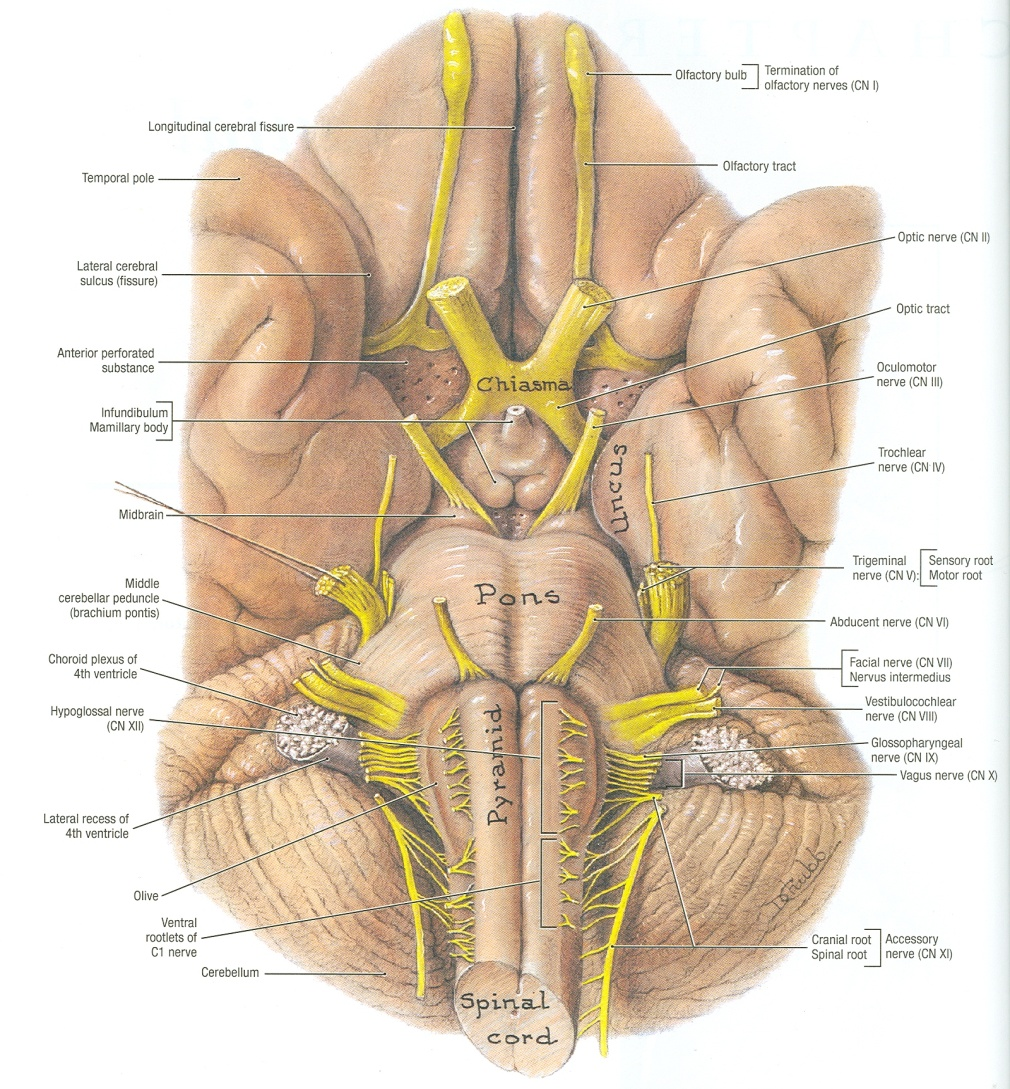 Olfactory bulb
Termination of
olfactory nerves (CN I)
Longitudinal cerebral fissure
Olfactory tract
Temporal pole
Optic nerve (CN II)
Lateral cerebral
sulcus (fissure)
Optic tract
Anterior perforated
substance
Oculomotor
nerve (CN III)
Chiasma
Infundibulum
Mamillary body
Uncus
Trochlear
nerve (CN IV)
Midbrain
Trigeminal
nerve (CN V):
Sensory root
Motor root
Middle
cerebellar peduncle
(brachium pontis)
Pons
Abducent nerve (CN VI)
Choroid plexus of
4th ventricle
Facial nerve (CN VII)
Nervus intermedius
Hypoglossal nerve
(CN XII)
Vestibulocochlear
nerve (CN VIII)
Pyramid
Glossopharyngeal
nerve (CN IX)
Vagus nerve (CN X)
Lateral recess of
4th ventricle
Olive
Ventral
rootlets of
C1 nerve
Cranial root
Spinal root
Accessory
nerve (CN XI)
Cerebellum
Spinal
cord